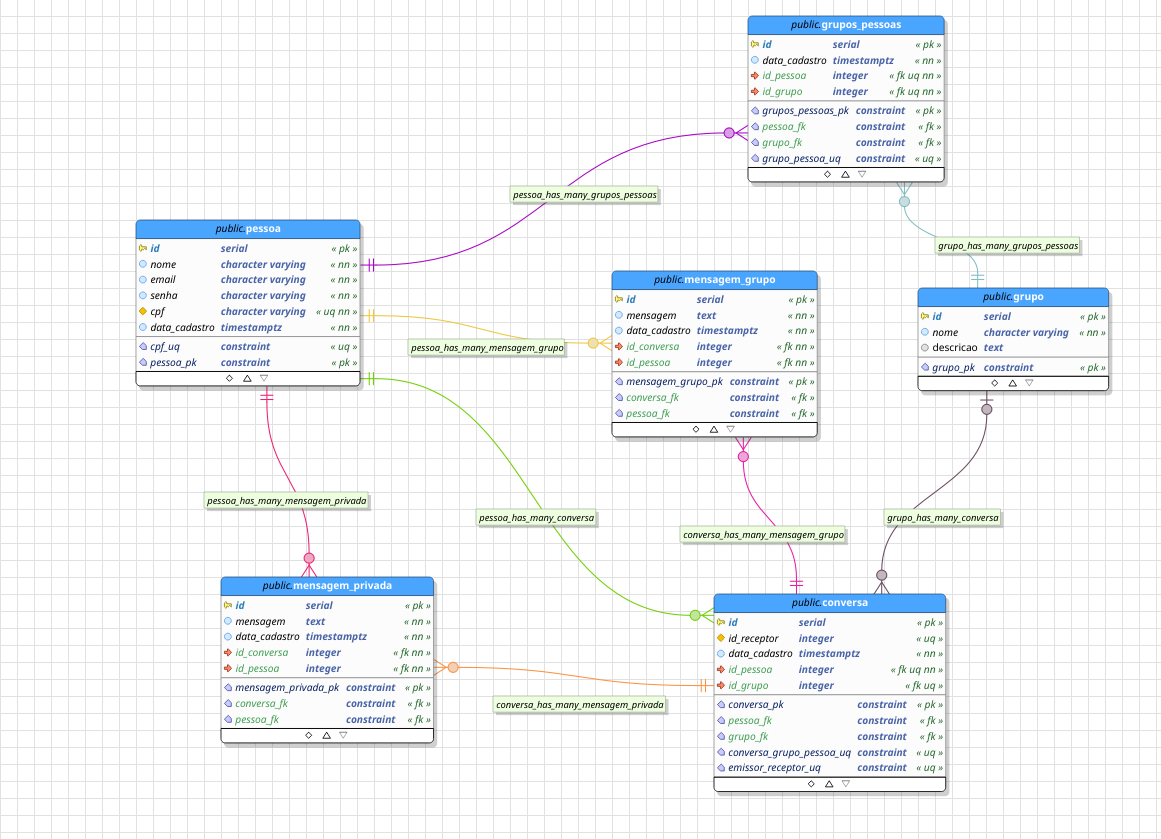 public.grupos_pessoas
id serial « pk »
data_cadastro timestamptz « nn »
id_pessoa integer « fk uq nn »
id_grupo integer « fk uq nn »
grupos_pessoas_pk constraint « pk »
pessoa_fk constraint « fk »
grupo_fk constraint « fk »
grupo_pessoa_uq constraint « uq »
pessoa_has_many_grupos_pessoas
grupo_has_many_grupos_pessoas
public.pessoa
id serial « pk »
nome character varying « nn »
email character varying « nn »
senha character varying « nn »
cpf character varying « uq nn »
data_cadastro timestamptz « nn »
cpf_uq constraint « uq »
pessoa_pk constraint « pk »
public.mensagem_grupo
id serial « pk »
mensagem text « nn »
data_cadastro timestamptz « nn »
id_conversa integer « fk nn »
id_pessoa integer « fk nn »
mensagem_grupo_pk constraint « pk »
conversa_fk constraint « fk »
pessoa_fk constraint « fk »
public.grupo
id serial « pk »
nome character varying « nn »
descricao text
grupo_pk constraint « pk »
pessoa_has_many_mensagem_grupo
pessoa_has_many_mensagem_privada
pessoa_has_many_conversa
conversa_has_many_mensagem_grupo
grupo_has_many_conversa
public.mensagem_privada
id serial « pk »
mensagem text « nn »
data_cadastro timestamptz « nn »
id_conversa integer « fk nn »
id_pessoa integer « fk nn »
mensagem_privada_pk constraint « pk »
conversa_fk constraint « fk »
pessoa_fk constraint « fk »
conversa_has_many_mensagem_privada
public.conversa
id serial « pk »
id_receptor integer « uq »
data_cadastro timestamptz « nn »
id_pessoa integer « fk uq nn »
id_grupo integer « fk uq »
conversa_pk constraint « pk »
pessoa_fk constraint « fk »
grupo_fk constraint « fk »
conversa_grupo_pessoa_uq constraint « uq »
emissor_receptor_uq constraint « uq »